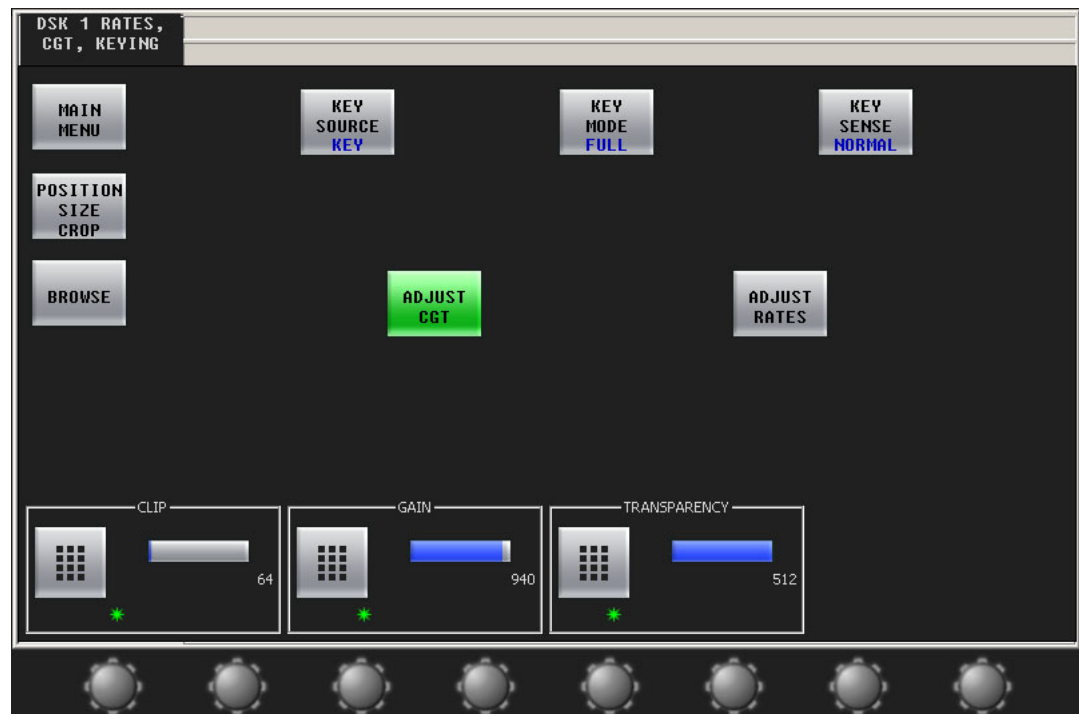 DSK 1 RATES,
CGT, KEYING
MAIN
MENU
KEY
SOURCE
KEY
KEY
MODE
FULL
KEY
SENSE
NORMAL
POSITION
SIZE
CROP
BROWSE
ADJUST
CGT
ADJUST
RATES
CLIP
64
GAIN
940
TRANSPARENCY
512